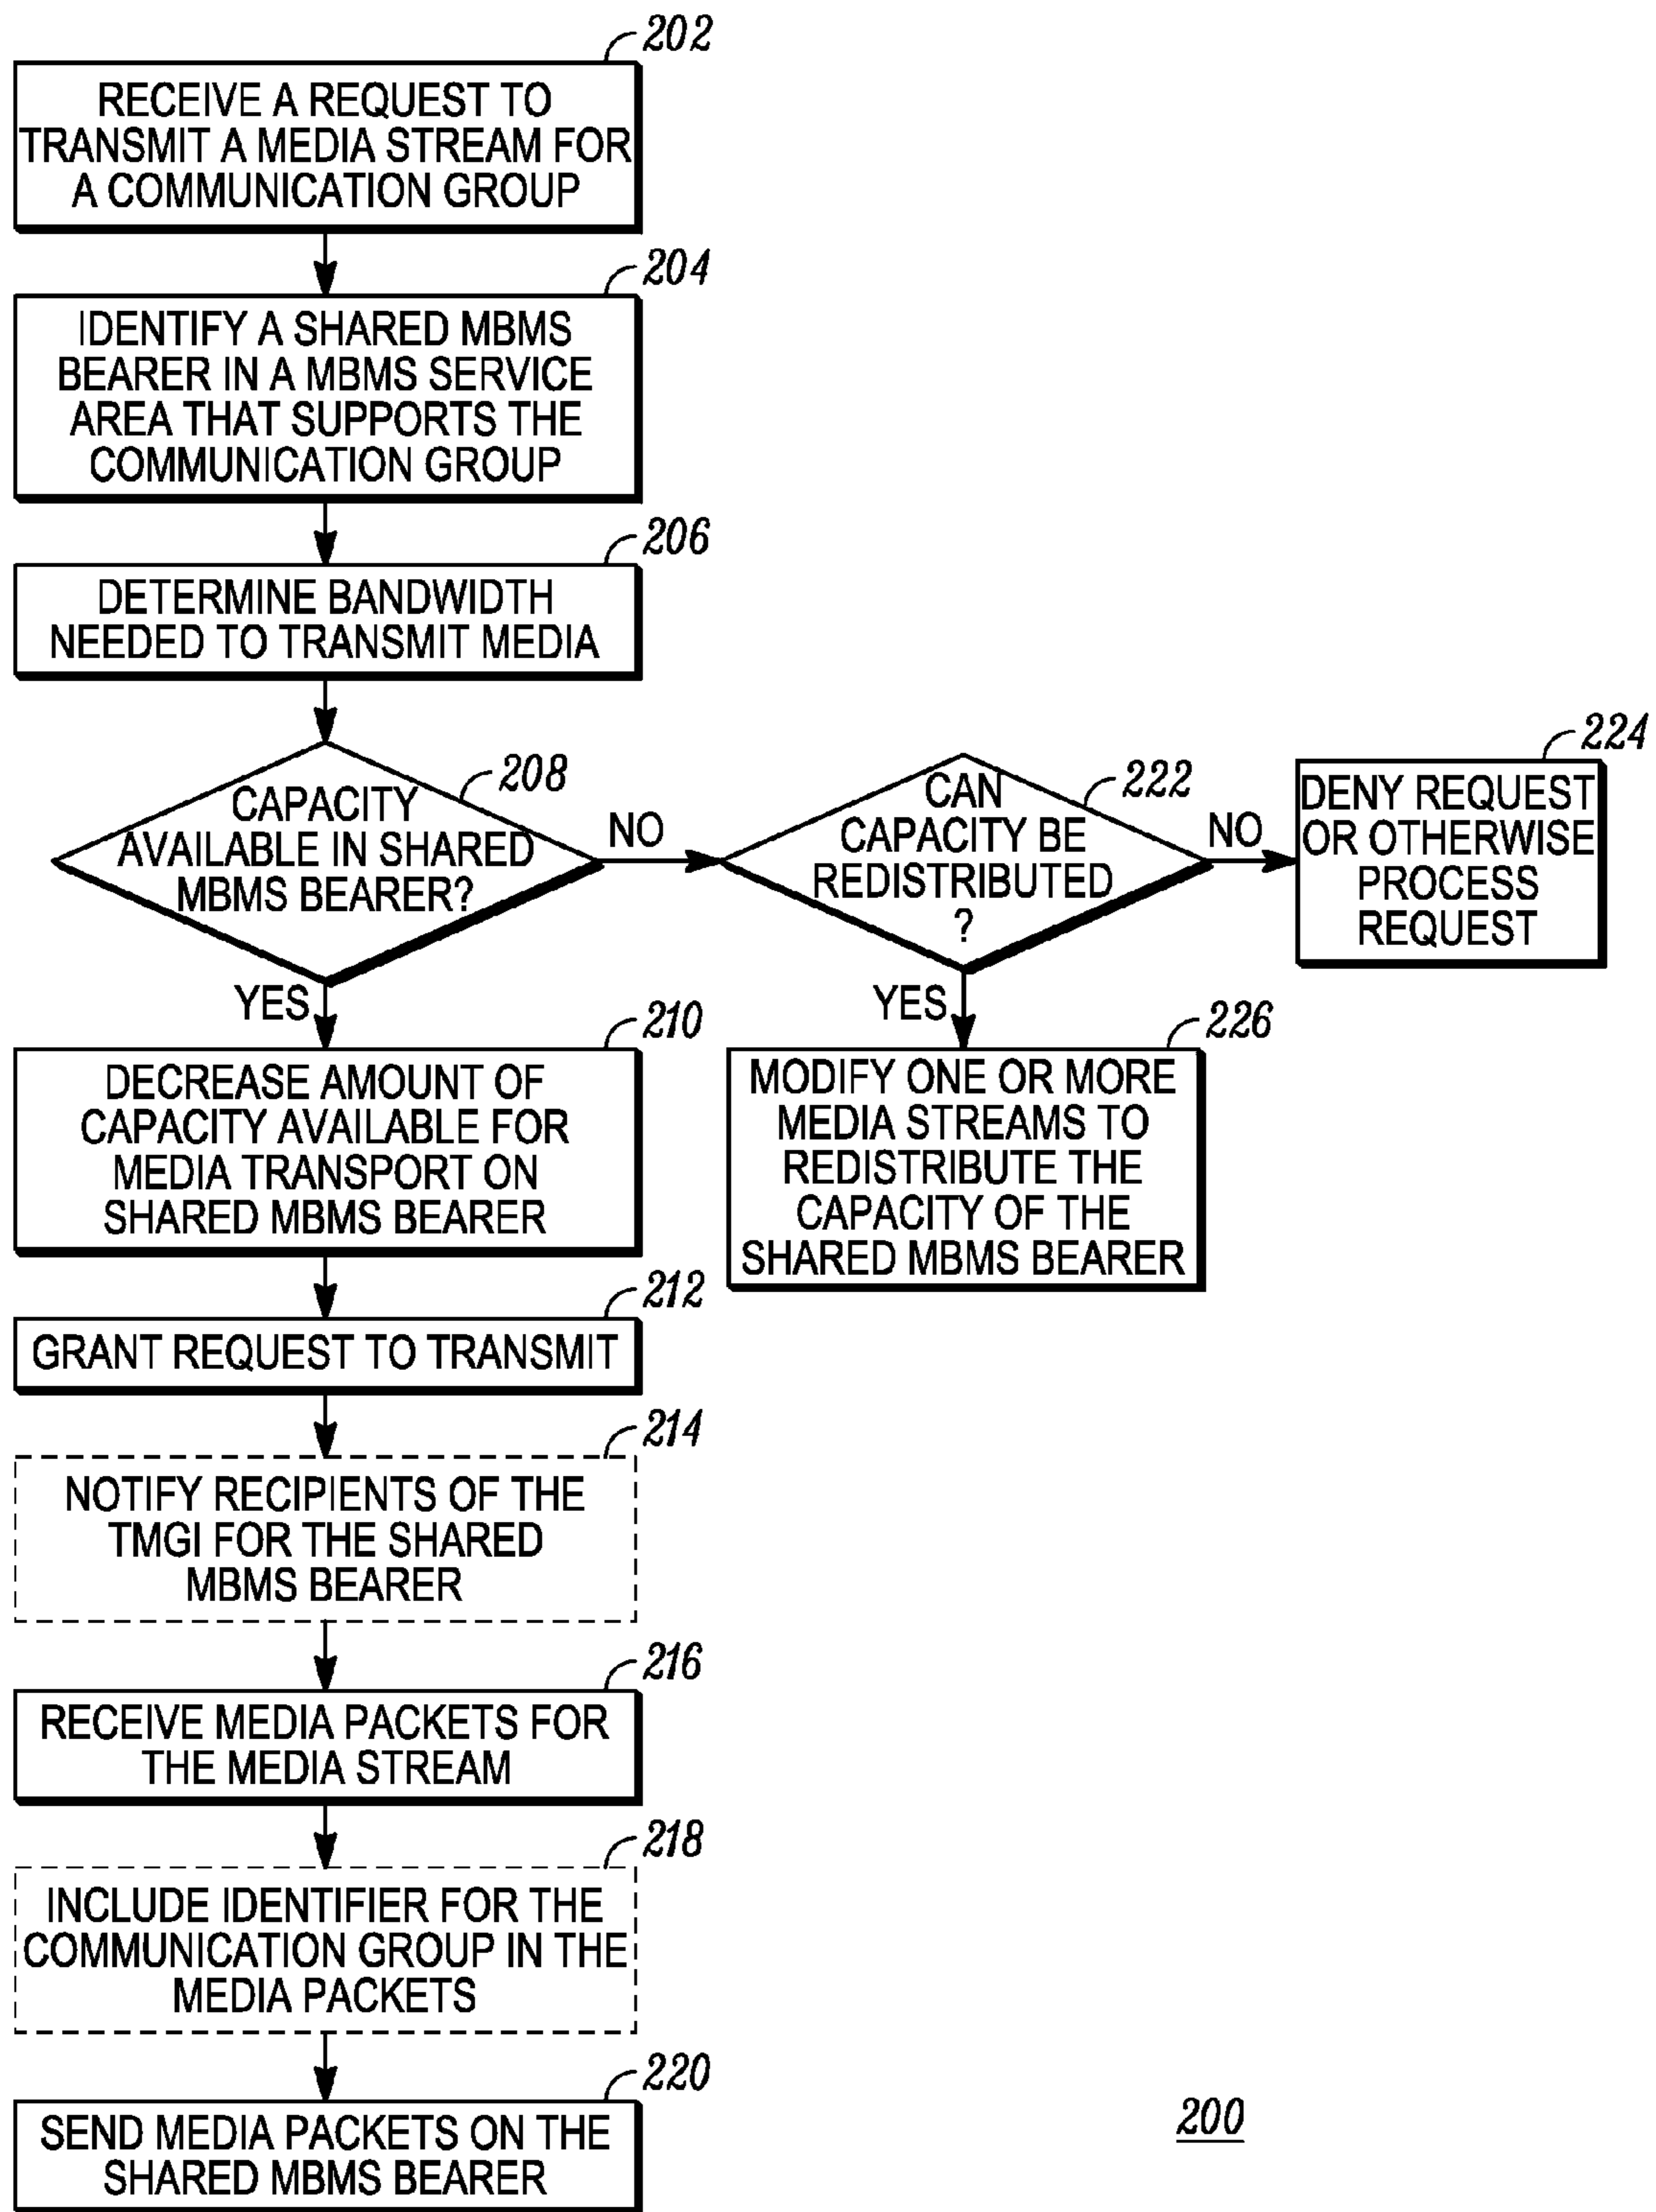 202
RECEIVE A REQUEST TO
TRANSMIT A MEDIA STREAM FOR
A COMMUNICATION GROUP
204
IDENTIFY A SHARED MBMS
BEARER IN A MBMS SERVICE
AREA THAT SUPPORTS THE
COMMUNICATION GROUP
206
DETERMINE BANDWIDTH
NEEDED TO TRANSMIT MEDIA
208
CAPACITY
AVAILABLE IN SHARED
MBMS BEARER?
NO
222
CAN
CAPACITY BE
REDISTRIBUTED
?
NO
224
DENY REQUEST
OR OTHERWISE
PROCESS
REQUEST
YES
YES
210
DECREASE AMOUNT OF
CAPACITY AVAILABLE FOR
MEDIA TRANSPORT ON
SHARED MBMS BEARER
226
MODIFY ONE OR MORE
MEDIA STREAMS TO
REDISTRIBUTE THE
CAPACITY OF THE
SHARED MBMS BEARER
212
GRANT REQUEST TO TRANSMIT
214
NOTIFY RECIPIENTS OF THE
TMGI FOR THE SHARED
MBMS BEARER
216
RECEIVE MEDIA PACKETS FOR
THE MEDIA STREAM
218
INCLUDE IDENTIFIER FOR THE
COMMUNICATION GROUP IN THE
MEDIA PACKETS
220
SEND MEDIA PACKETS ON THE
SHARED MBMS BEARER
200